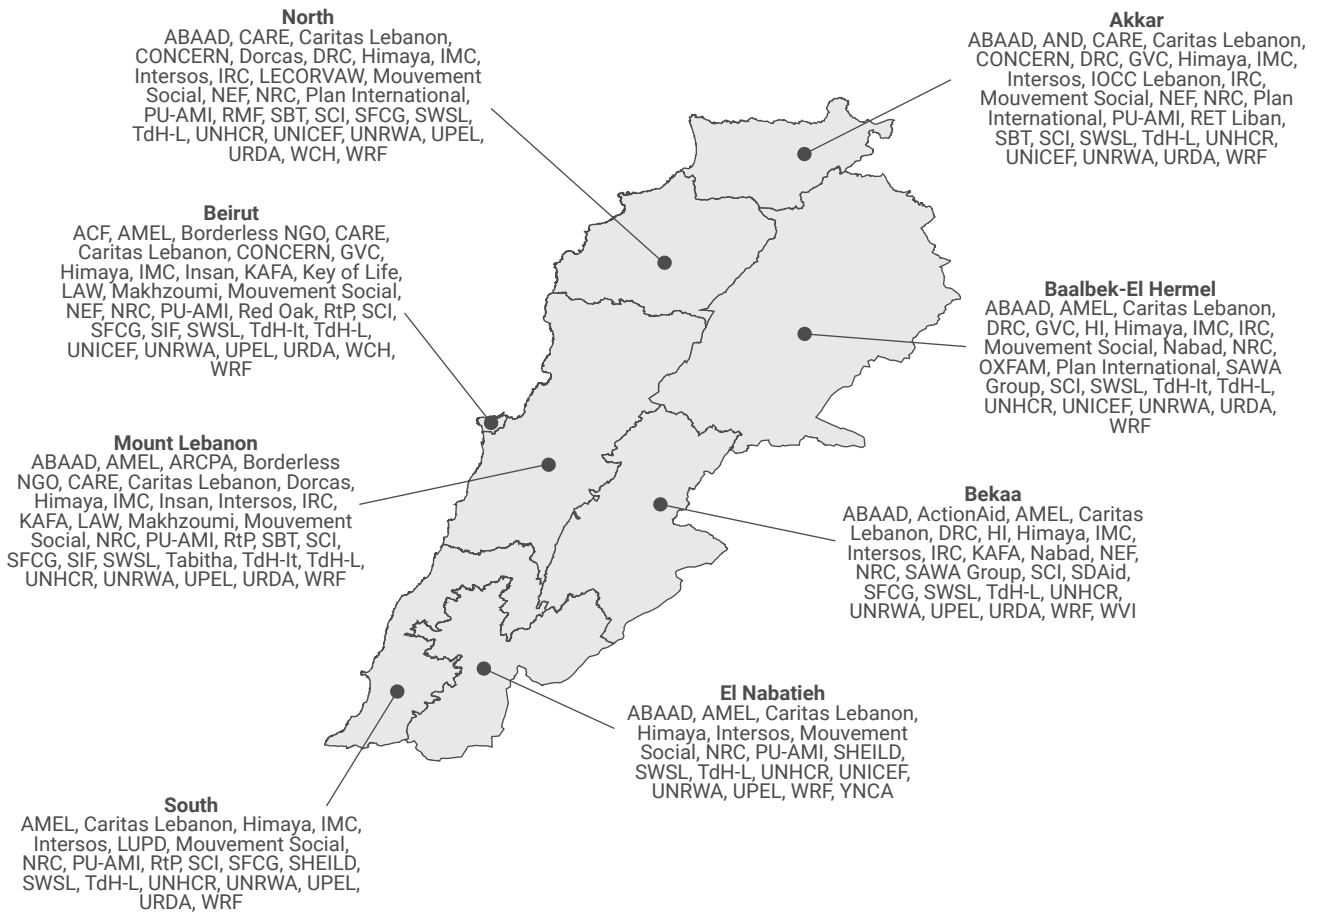 North
ABAAD, CARE, Caritas Lebanon,
CONCERN, Dorcas, DRC, Himaya, IMC,
Intersos, IRC, LECORVAW, Mouvement
Social, NEF, NRC, Plan International,
PU-AMI, RMF, SBT, SCI, SFCG, SWSL,
TdH-L, UNHCR, UNICEF, UNRWA, UPEL,
URDA, WCH, WRF
Akkar
ABAAD, AND, CARE, Caritas Lebanon,
CONCERN, DRC, GVC, Himaya, IMC,
Intersos, IOCC Lebanon, IRC,
Mouvement Social, NEF, NRC, Plan
International, PU-AMI, RET Liban,
SBT, SCI, SWSL, TdH-L, UNHCR,
UNICEF, UNRWA, URDA, WRF
Beirut
ACF, AMEL, Borderless NGO, CARE,
Caritas Lebanon, CONCERN, GVC,
Himaya, IMC, Insan, KAFA, Key of Life,
LAW, Makhzoumi, Mouvement Social,
NEF, NRC, PU-AMI, Red Oak, RtP, SCI,
SFCG, SIF, SWSL, TdH-It, TdH-L,
UNICEF, UNRWA, UPEL, URDA, WCH,
WRF
Baalbek-El Hermel
ABAAD, AMEL, Caritas Lebanon,
DRC, GVC, HI, Himaya, IMC, IRC,
Mouvement Social, Nabad, NRC,
OXFAM, Plan International, SAWA
Group, SCI, SWSL, TdH-It, TdH-L,
UNHCR, UNICEF, UNRWA, URDA,
WRF
Mount Lebanon
ABAAD, AMEL, ARCPA, Borderless
NGO, CARE, Caritas Lebanon, Dorcas,
Himaya, IMC, Insan, Intersos, IRC,
KAFA, LAW, Makhzoumi, Mouvement
Social, NRC, PU-AMI, RtP, SBT, SCI,
SFCG, SIF, SWSL, Tabitha, TdH-It, TdH-L,
UNHCR, UNRWA, UPEL, URDA, WRF
Bekaa
ABAAD, ActionAid, AMEL, Caritas
Lebanon, DRC, HI, Himaya, IMC,
Intersos, IRC, KAFA, Nabad, NEF,
NRC, SAWA Group, SCI, SDAid,
SFCG, SWSL, TdH-L, UNHCR,
UNRWA, UPEL, URDA, WRF, WVI
El Nabatieh
ABAAD, AMEL, Caritas Lebanon,
Himaya, Intersos, Mouvement
Social, NRC, PU-AMI, SHEILD,
SWSL, TdH-L, UNHCR, UNICEF,
UNRWA, UPEL, WRF, YNCA
South
AMEL, Caritas Lebanon, Himaya, IMC,
Intersos, LUPD, Mouvement Social,
NRC, PU-AMI, RtP, SCI, SFCG, SHEILD,
SWSL, TdH-L, UNHCR, UNRWA, UPEL,
URDA, WRF